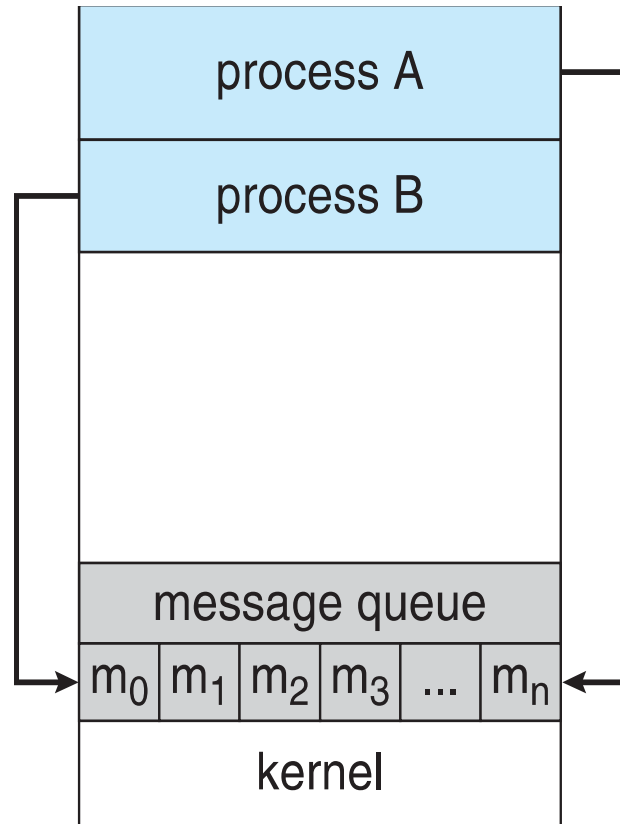 process A
process B
message queue
m₀ m₁ m₂ m₃ ... mₙ
kernel